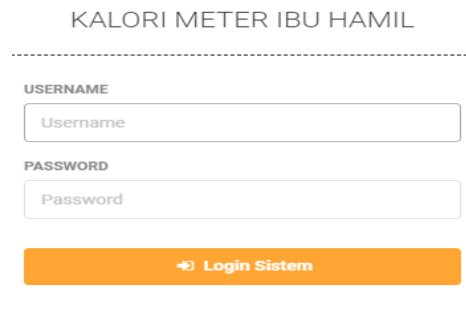 KALORI METER IBU HAMIL
USERNAME
Username
PASSWORD
Password
Login Sistem